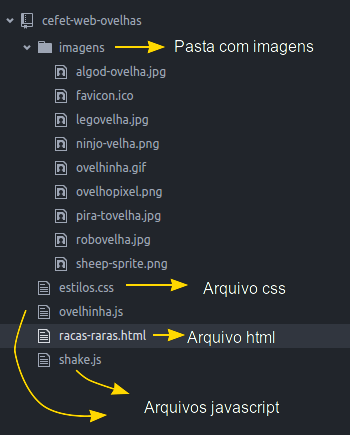 cefet-web-ovelhas
imagens Pasta com imagens
algod-ovelha.jpg
favicon.ico
legovelha.jpg
ninjo-velha.png
ovelhinha.gif
ovelhopixel.png
pira-tovelha.jpg
robovelha.jpg
sheep-sprite.png
estilos.css Arquivo css
ovelhinha.js
racas-raras.html Arquivo html
shake.js
Arquivos javascript